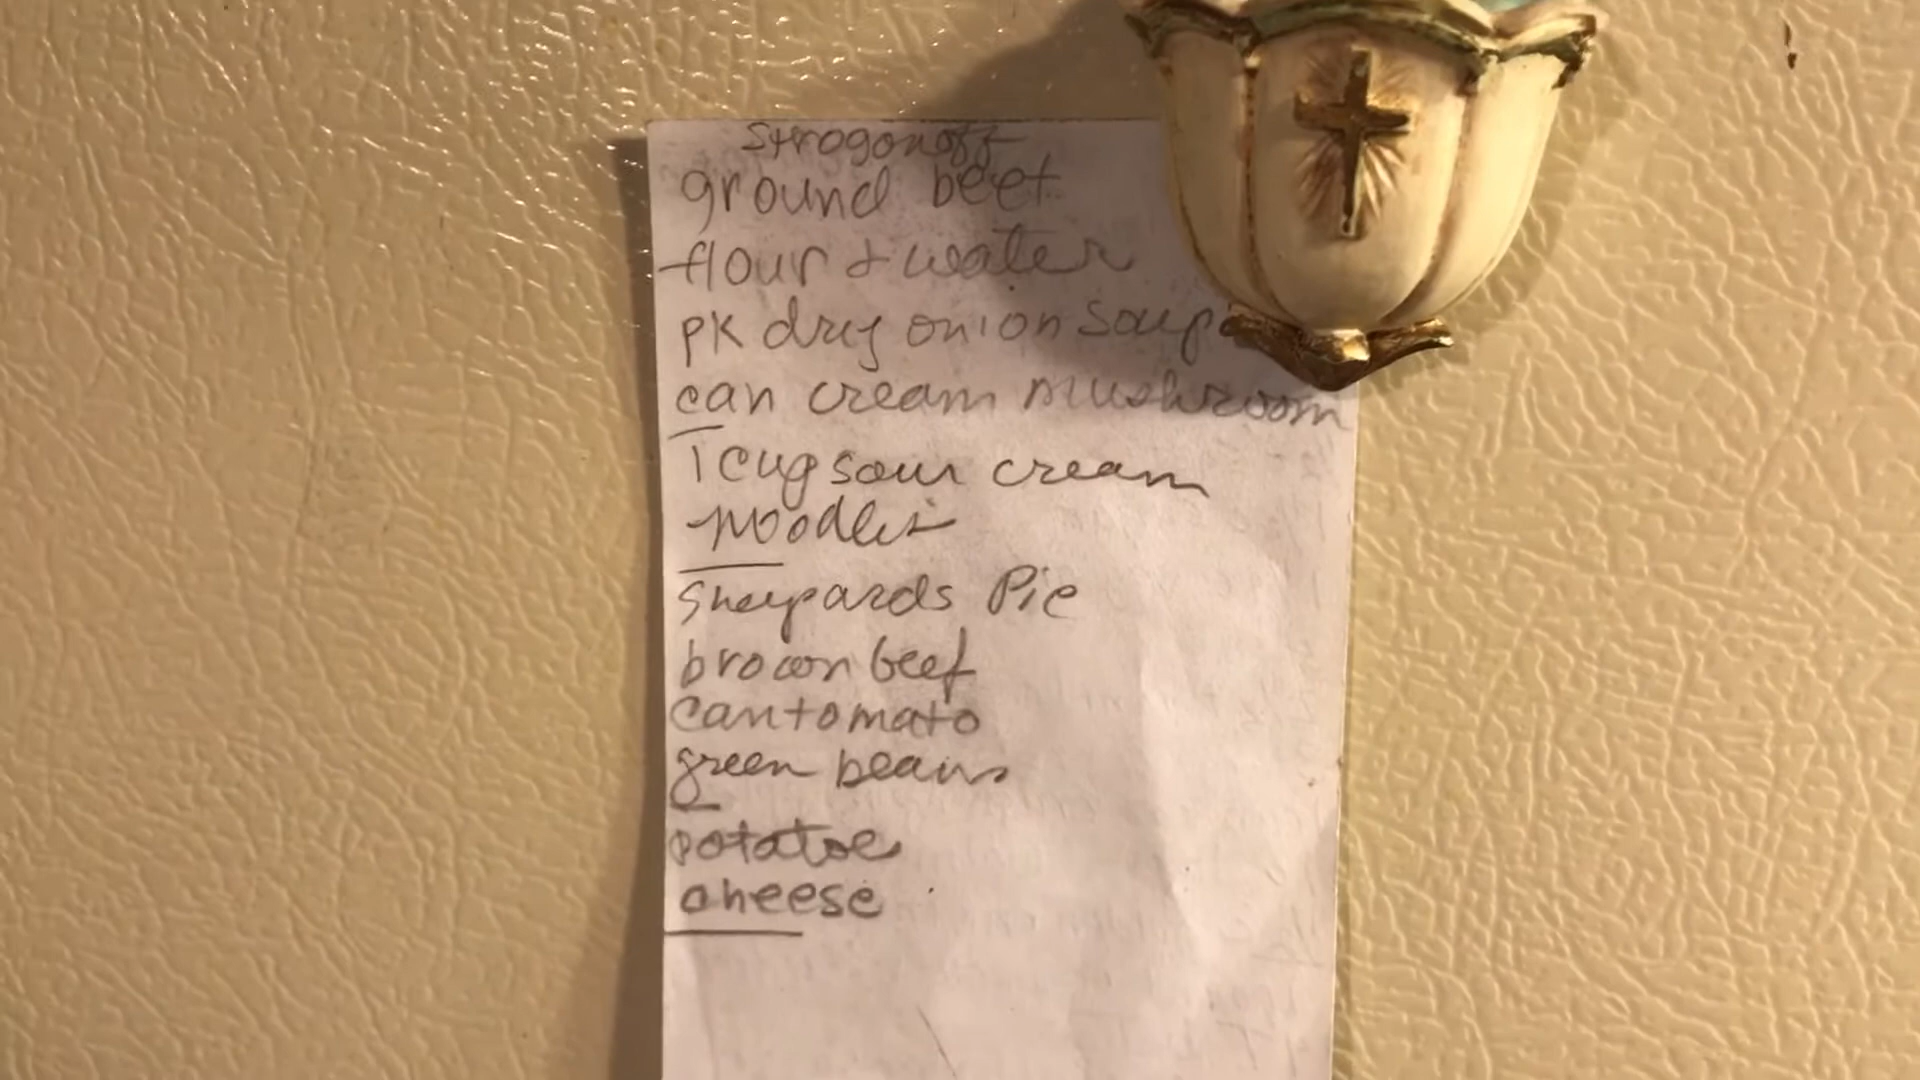 Strogonoff
ground beef
flour & water
pk dry onion soup
can cream mushroom
1 cup sour cream
noodles
Shepards Pie
brown beef
can tomato
green beans
potatoe
cheese